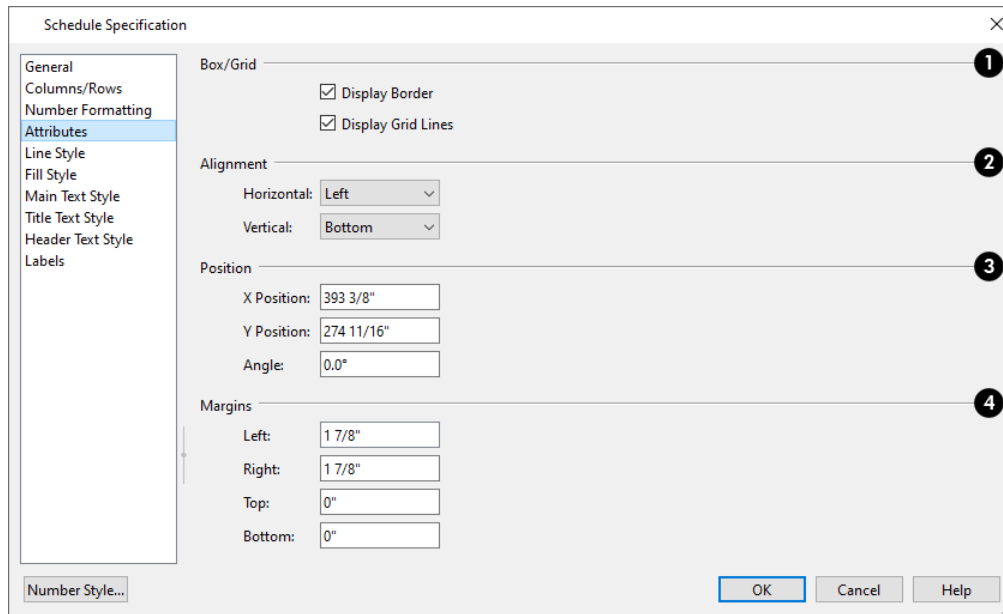 Schedule Specification
General
Columns/Rows
Number Formatting
Attributes
Line Style
Fill Style
Main Text Style
Title Text Style
Header Text Style
Labels
Number Style...
Box/Grid 1
Display Border
Display Grid Lines
Alignment 2
Horizontal: Left
Vertical: Bottom
Position 3
X Position: 393 3/8"
Y Position: 274 11/16"
Angle: 0.0°
Margins 4
Left: 1 7/8"
Right: 1 7/8"
Top: 0"
Bottom: 0"
OK Cancel Help